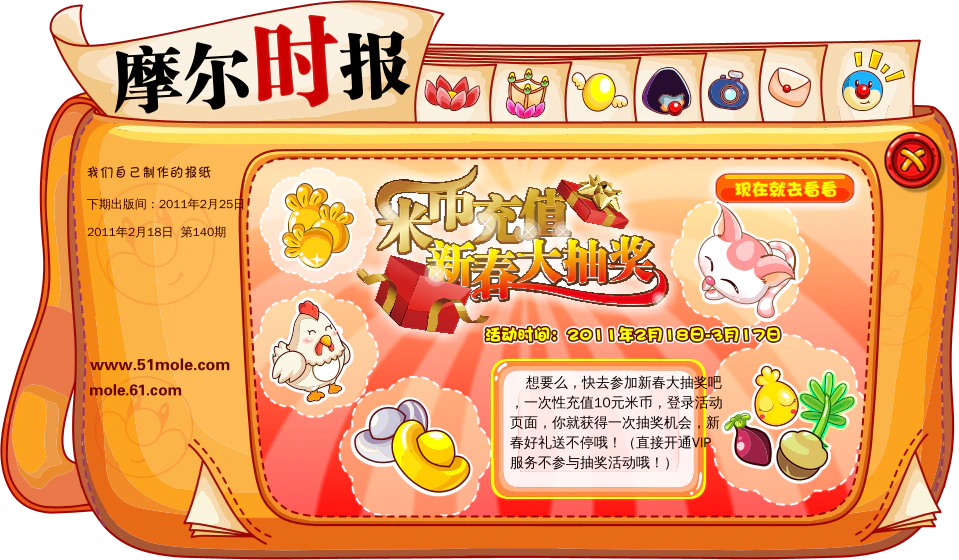 摩尔时报
我们自己制作的报纸
下期出版间：2011年2月25日
2011年2月18日 第140期
www.51mole.com
mole.61.com
现在就去看看
米币充值
新春大抽奖
活动时间：2011年2月18日-3月17日
想要么，快去参加新春大抽奖吧
，一次性充值10元米币，登录活动
页面，你就获得一次抽奖机会，新
春好礼送不停哦！（直接开通VIP
服务不参与抽奖活动哦！）